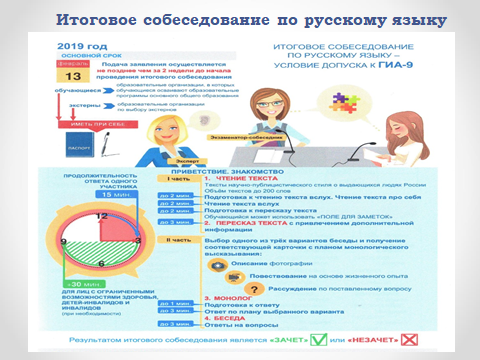 Итоговое собеседование по русскому языку
2019 год
ОСНОВНОЙ СРОК
февраль
13
Подача заявления осуществляется
не позднее чем за 2 недели до начала
проведения итогового собеседования
обучающиеся
образовательные организации, в которых
обучающиеся осваивают образовательные
программы основного общего образования
экстерны
образовательные организации
по выбору экстернов
ИМЕТЬ ПРИ СЕБЕ
ПАСПОРТ
ИТОГОВОЕ СОБЕСЕДОВАНИЕ
ПО РУССКОМУ ЯЗЫКУ –
УСЛОВИЕ ДОПУСКА К ГИА-9
Экзаменатор-собеседник
Эксперт
ПРОДОЛЖИТЕЛЬНОСТЬ
ОТВЕТА ОДНОГО
УЧАСТНИКА
15 мин.
12
9
3
6
+30 мин.
ДЛЯ ЛИЦ С ОГРАНИЧЕННЫМИ
ВОЗМОЖНОСТЯМИ ЗДОРОВЬЯ,
ДЕТЕЙ-ИНВАЛИДОВ И
ИНВАЛИДОВ
(при необходимости)
ПРИВЕТСТВИЕ. ЗНАКОМСТВО
I часть
1. ЧТЕНИЕ ТЕКСТА
Тексты научно-публицистического стиля о выдающихся людях России
Объём текстов до 200 слов
до 2 мин. Подготовка к чтению текста вслух. Чтение текста про себя
до 2 мин. Чтение текста вслух
до 2 мин. Подготовка к пересказу текста
Обучающийся может использовать «ПОЛЕ ДЛЯ ЗАМЕТОК»
до 3 мин. 2. ПЕРЕСКАЗ ТЕКСТА с привлечением дополнительной
информации
II часть
Выбор одного из трёх вариантов беседы и получение
соответствующей карточки с планом монологического
высказывания:
Описание фотографии
Повествование на основе жизненного опыта
? Рассуждение по поставленному вопросу
3. МОНОЛОГ
до 1 мин. Подготовка к ответу
до 3 мин. Ответ по плану выбранного варианта
4. БЕСЕДА
до 3 мин. Ответы на вопросы
Результатом итогового собеседования является «ЗАЧЕТ» или «НЕЗАЧЕТ»